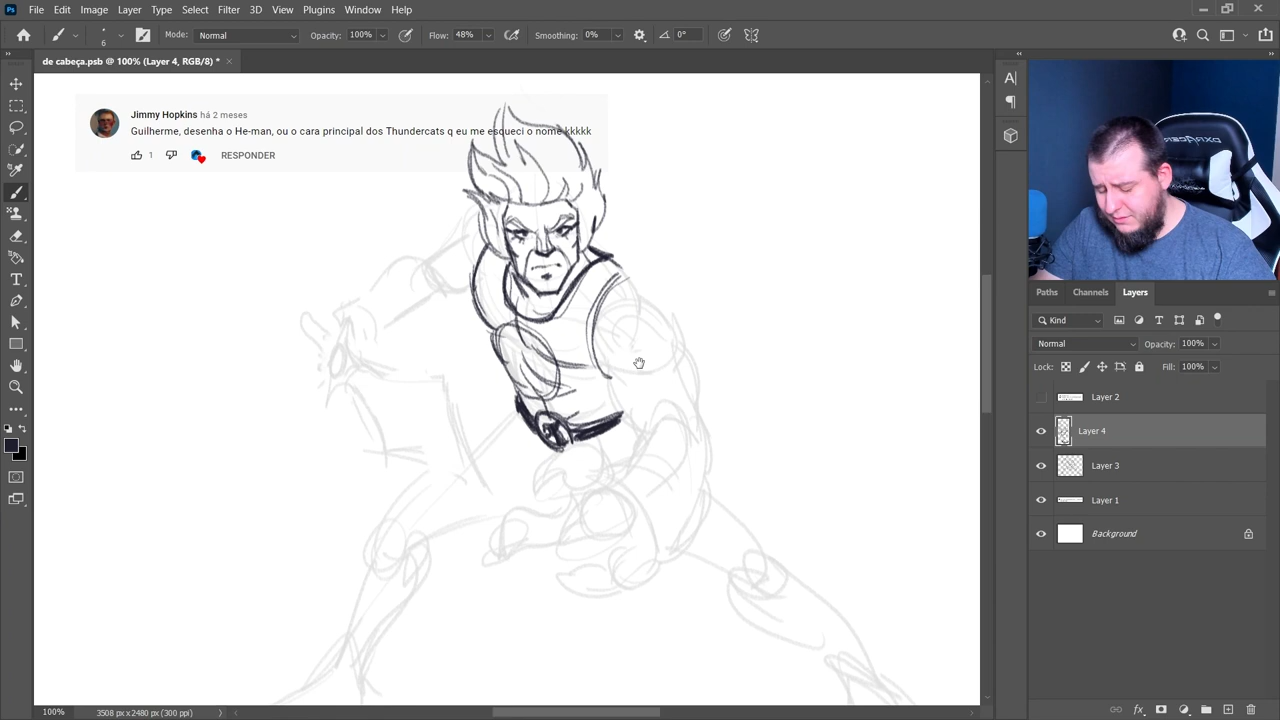 Ps File Edit Image Layer Type Select Filter 3D View Plugins Window Help
6 Mode: Normal Opacity: 100% Flow: 48% Smoothing: 0% 0°
de cabeça.psb @ 100% (Layer 4, RGB/8) *
Jimmy Hopkins há 2 meses
Guilherme, desenha o He-man, ou o cara principal dos Thundercats q eu me esqueci o nome kkkkk
1 RESPONDER
Paths Channels Layers
Kind
Normal Opacity: 100%
Lock: Fill: 100%
Layer 2
Layer 4
Layer 3
Layer 1
Background
fx
100% 3508 px x 2480 px (300 ppi)